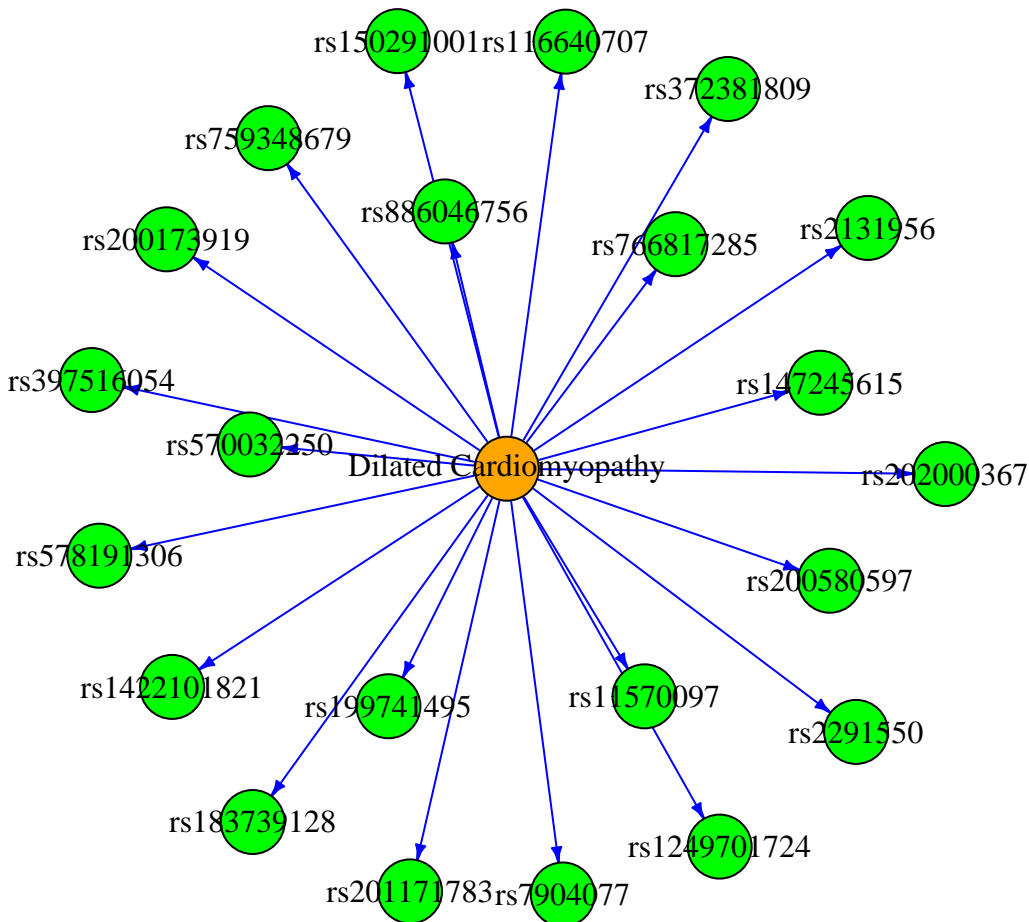 rs150291001
rs116640707
rs372381809
rs759348679
rs886046756
rs200173919
rs766817285
rs2131956
rs397516054
rs147245615
rs570032250
Dilated Cardiomyopathy
rs202000367
rs578191306
rs200580597
rs1422101821
rs199741495
rs11570097
rs2291550
rs183739128
rs1249701724
rs201171783
rs7904077